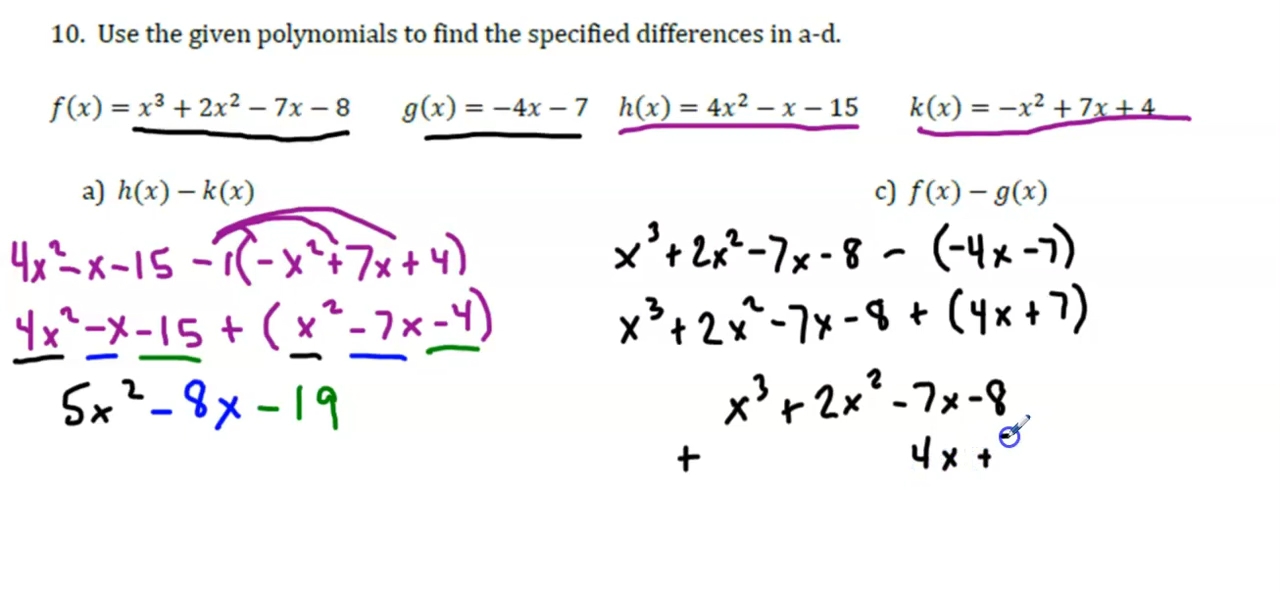 10. Use the given polynomials to find the specified differences in a-d.
f(x) = x³ + 2x² − 7x − 8 g(x) = −4x − 7 h(x) = 4x² − x − 15 k(x) = −x² + 7x + 4
a) h(x) − k(x)
4x² − x − 15 − 1(−x² + 7x + 4)
4x² − x − 15 + (x² − 7x − 4)
5x² − 8x − 19
c) f(x) − g(x)
x³ + 2x² − 7x − 8 − (−4x − 7)
x³ + 2x² − 7x − 8 + (4x + 7)
x³ + 2x² − 7x − 8
+ 4x +